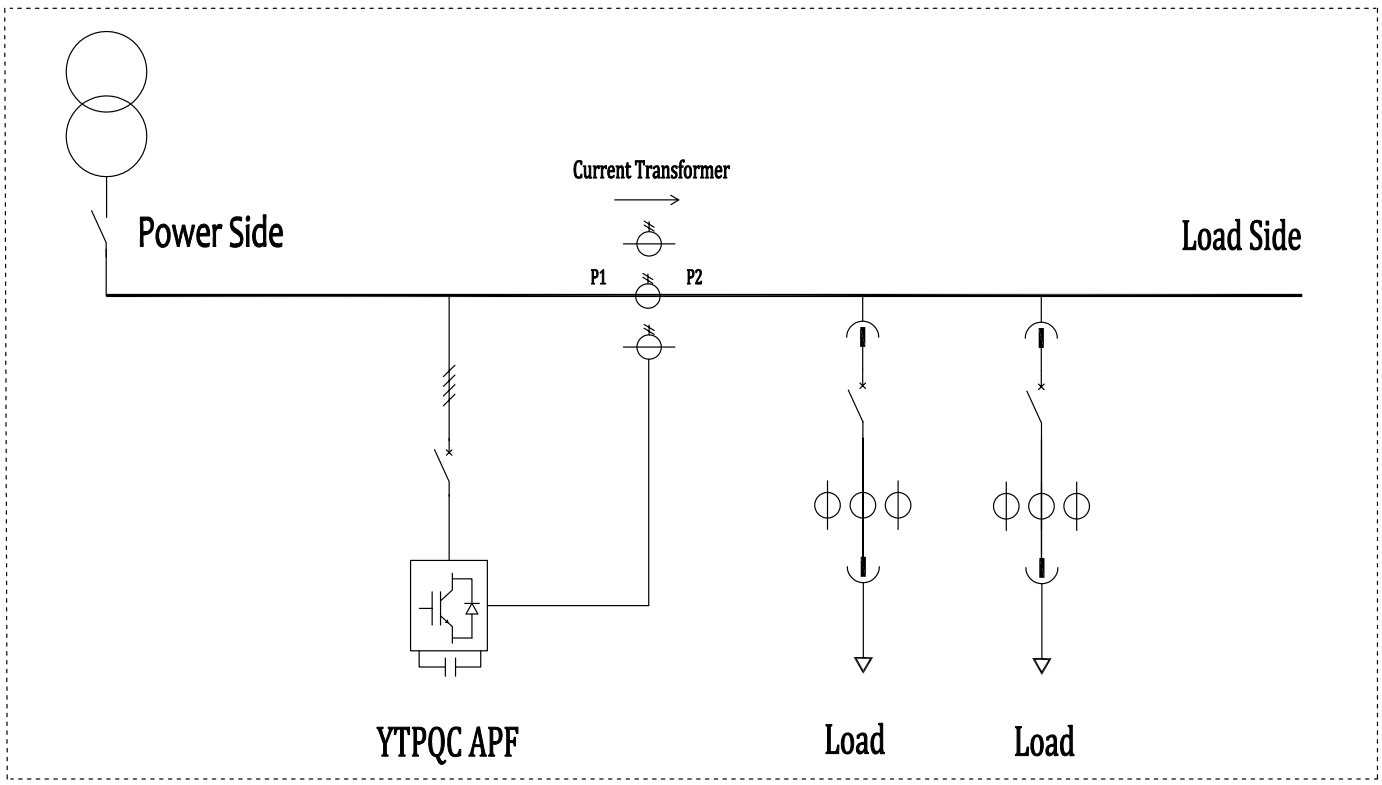 Current Transformer
Power Side
Load Side
P1
P2
YTPQC APF
Load
Load